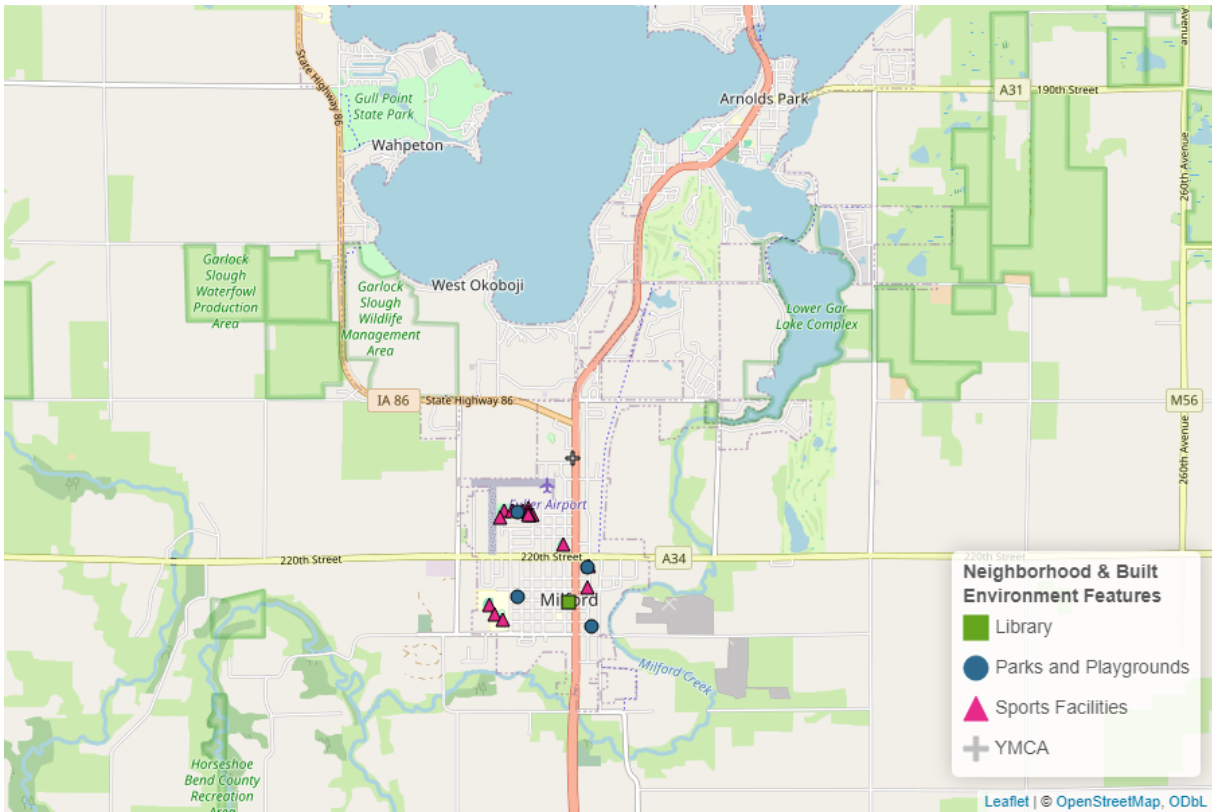 Avenue
State Highway 86
Gull Point
State Park
Wahpeton
Arnolds Park
A31
190th Street
260th Avenue
Garlock
Slough
Waterfowl
Production
Area
Garlock
Slough
Wildlife
Management
Area
West Okoboji
Lower Gar
Lake Complex
IA 86
State Highway 86
M56
260th Avenue
Fuller Airport
220th Street
220th Street
A34
220th Street
Milford
Milford Creek
Horseshoe
Bend County
Recreation
Area
Neighborhood & Built
Environment Features
Library
Parks and Playgrounds
Sports Facilities
YMCA
Leaflet | © OpenStreetMap, ODbL